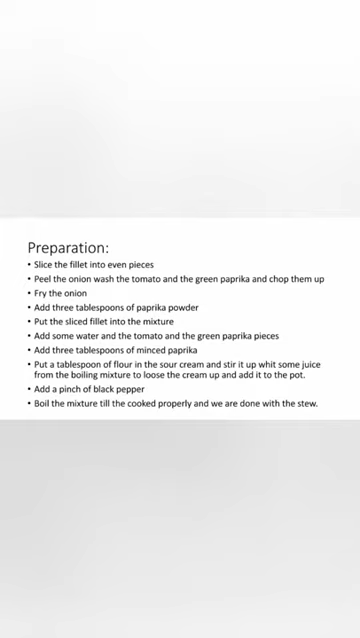 Preparation:
• Slice the fillet into even pieces
• Peel the onion wash the tomato and the green paprika and chop them up
• Fry the onion
• Add three tablespoons of paprika powder
• Put the sliced fillet into the mixture
• Add some water and the tomato and the green paprika pieces
• Add three tablespoons of minced paprika
• Put a tablespoon of flour in the sour cream and stir it up whit some juice
from the boiling mixture to loose the cream up and add it to the pot.
• Add a pinch of black pepper
• Boil the mixture till the cooked properly and we are done with the stew.